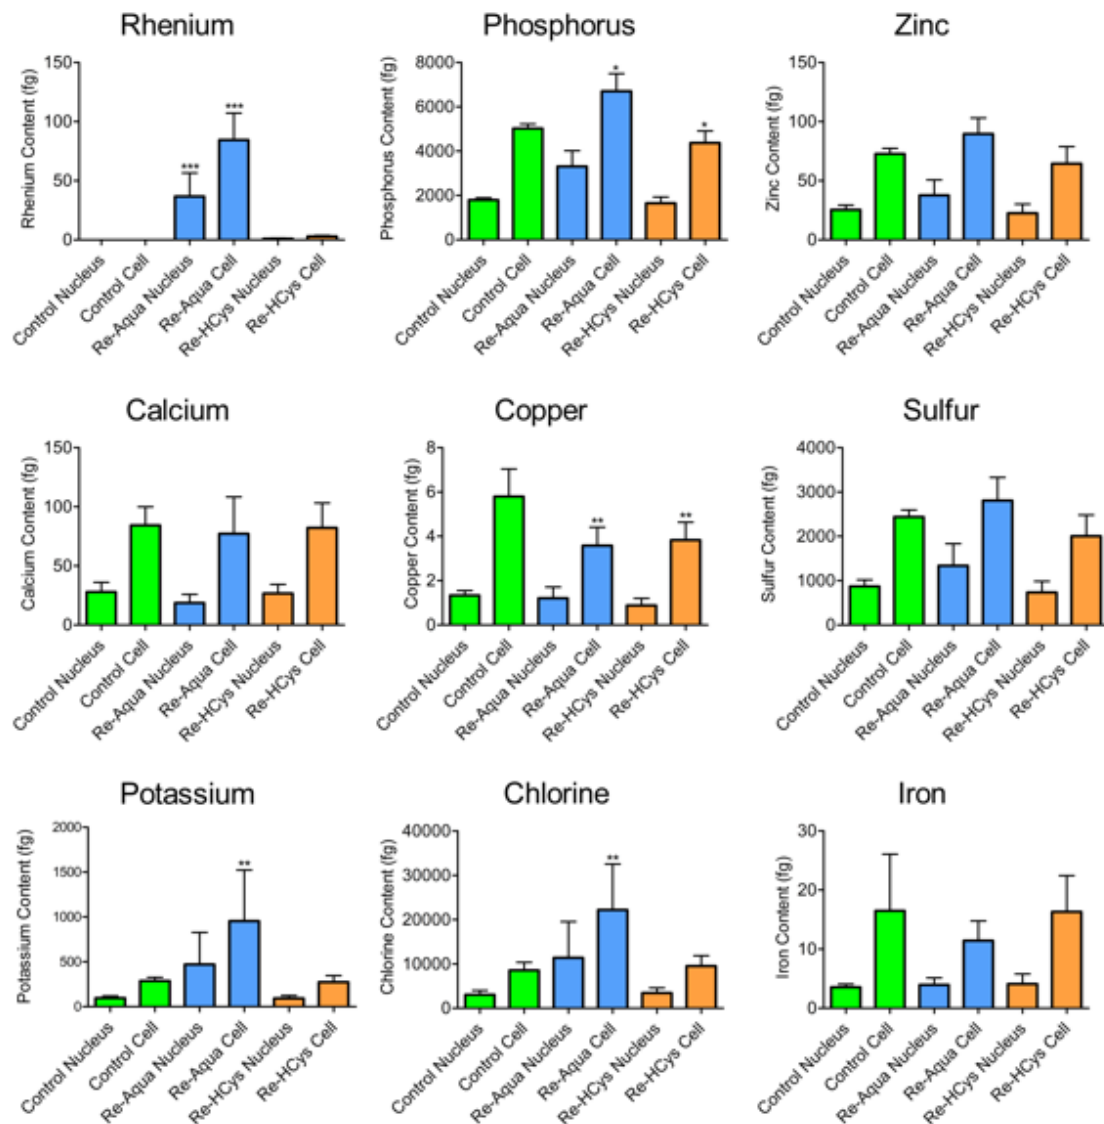 Rhenium
Rhenium Content (fg)
150
100
50
0
***
***
Control Nucleus
Control Cell
Re-Aqua Nucleus
Re-Aqua Cell
Re-HCys Nucleus
Re-HCys Cell
Phosphorus
Phosphorus Content (fg)
8000
6000
4000
2000
0
*
*
Control Nucleus
Control Cell
Re-Aqua Nucleus
Re-Aqua Cell
Re-HCys Nucleus
Re-HCys Cell
Zinc
Zinc Content (fg)
150
100
50
0
Control Nucleus
Control Cell
Re-Aqua Nucleus
Re-Aqua Cell
Re-HCys Nucleus
Re-HCys Cell
Calcium
Calcium Content (fg)
150
100
50
0
Control Nucleus
Control Cell
Re-Aqua Nucleus
Re-Aqua Cell
Re-HCys Nucleus
Re-HCys Cell
Copper
Copper Content (fg)
8
6
4
2
0
**
**
Control Nucleus
Control Cell
Re-Aqua Nucleus
Re-Aqua Cell
Re-HCys Nucleus
Re-HCys Cell
Sulfur
Sulfur Content (fg)
4000
3000
2000
1000
0
Control Nucleus
Control Cell
Re-Aqua Nucleus
Re-Aqua Cell
Re-HCys Nucleus
Re-HCys Cell
Potassium
Potassium Content (fg)
2000
1500
1000
500
0
**
Control Nucleus
Control Cell
Re-Aqua Nucleus
Re-Aqua Cell
Re-HCys Nucleus
Re-HCys Cell
Chlorine
Chlorine Content (fg)
40000
30000
20000
10000
0
**
Control Nucleus
Control Cell
Re-Aqua Nucleus
Re-Aqua Cell
Re-HCys Nucleus
Re-HCys Cell
Iron
Iron Content (fg)
30
20
10
0
Control Nucleus
Control Cell
Re-Aqua Nucleus
Re-Aqua Cell
Re-HCys Nucleus
Re-HCys Cell